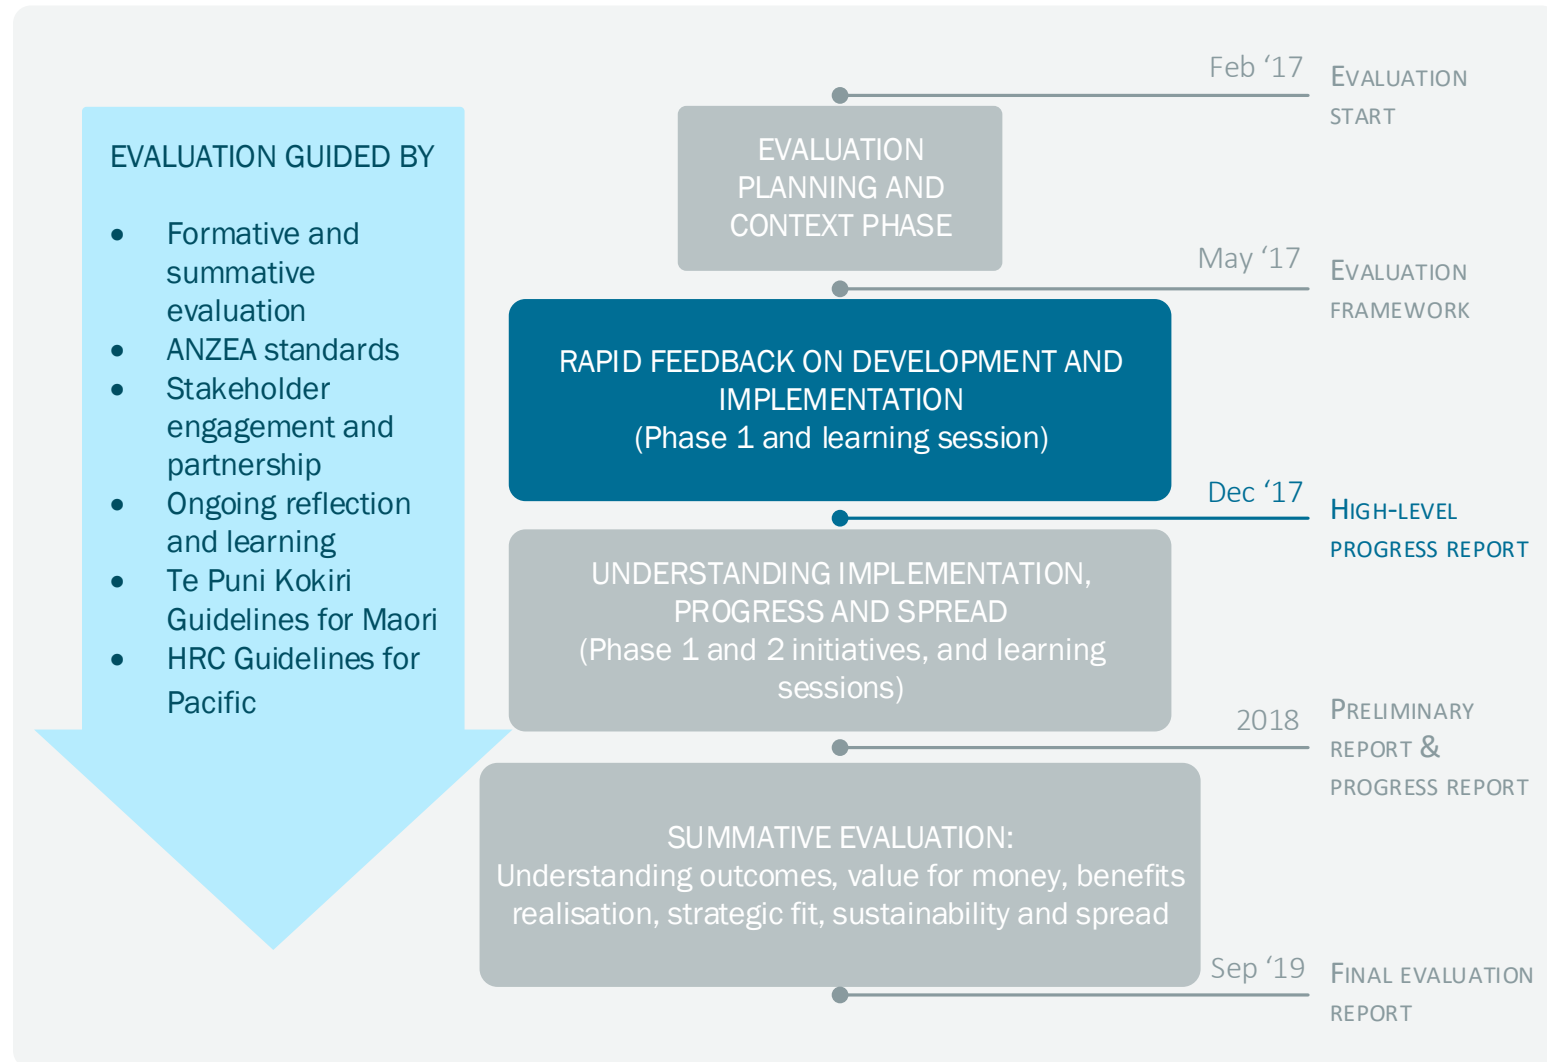 EVALUATION GUIDED BY
● Formative and
summative
evaluation
● ANZEA standards
● Stakeholder
engagement and
partnership
● Ongoing reflection
and learning
● Te Puni Kokiri
Guidelines for Maori
● HRC Guidelines for
Pacific
Feb ‘17
EVALUATION
START
EVALUATION
PLANNING AND
CONTEXT PHASE
May ‘17
EVALUATION
FRAMEWORK
RAPID FEEDBACK ON DEVELOPMENT AND
IMPLEMENTATION
(Phase 1 and learning session)
Dec ‘17
HIGH-LEVEL
PROGRESS REPORT
UNDERSTANDING IMPLEMENTATION,
PROGRESS AND SPREAD
(Phase 1 and 2 initiatives, and learning
sessions)
2018
PRELIMINARY
REPORT &
PROGRESS REPORT
SUMMATIVE EVALUATION:
Understanding outcomes, value for money, benefits
realisation, strategic fit, sustainability and spread
Sep ‘19
FINAL EVALUATION
REPORT